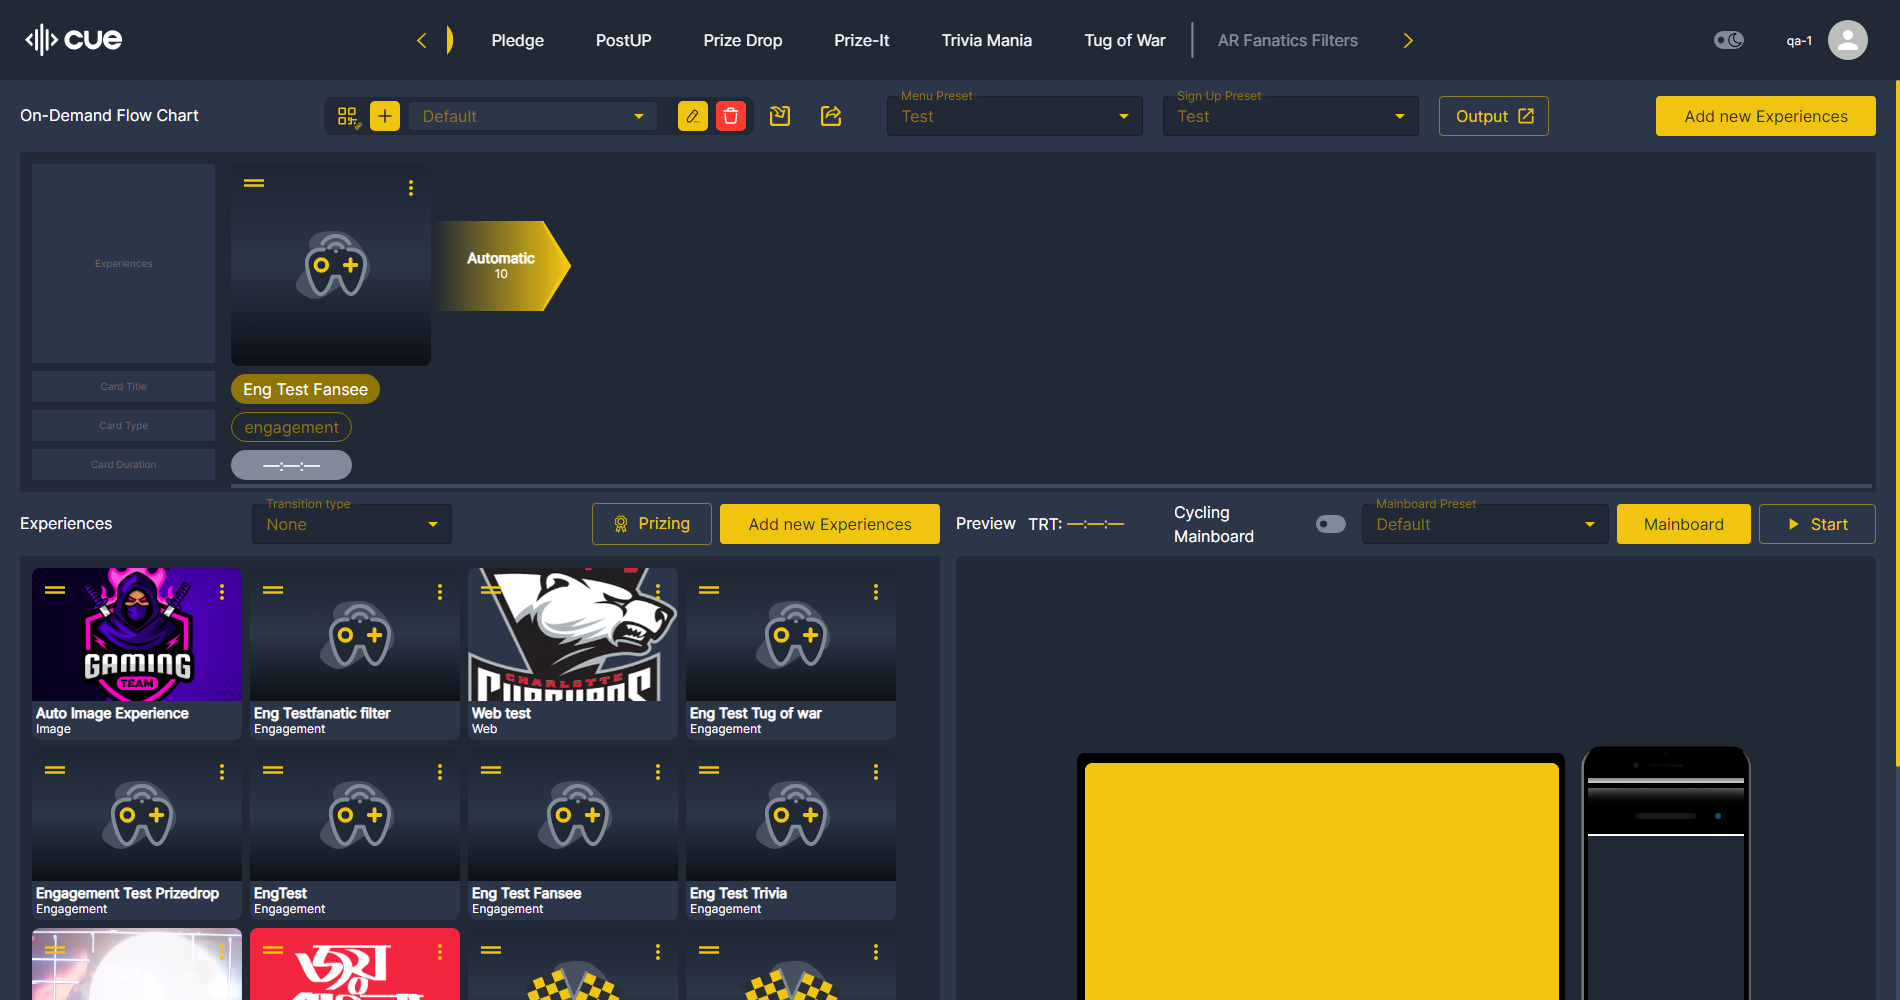 cue
Pledge
PostUP
Prize Drop
Prize-It
Trivia Mania
Tug of War
AR Fanatics Filters
qa-1
On-Demand Flow Chart
Default
Menu Preset
Test
Sign Up Preset
Test
Output
Add new Experiences
Experiences
Automatic
10
Card Title
Eng Test Fansee
Card Type
engagement
Card Duration
—:—:—
Experiences
Transition type
None
Prizing
Add new Experiences
Preview
TRT: —:—:—
Cycling
Mainboard
Mainboard Preset
Default
Mainboard
Start
GAMING
TEAM
Auto Image Experience
Image
Eng Testfanatic filter
Engagement
CHARLOTTE
Web test
Web
Eng Test Tug of war
Engagement
Engagement Test Prizedrop
Engagement
EngTest
Engagement
Eng Test Fansee
Engagement
Eng Test Trivia
Engagement
জয়